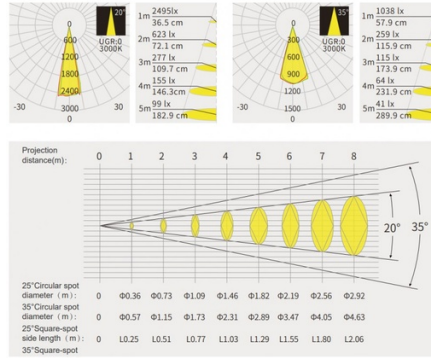 0
600
1200
1800
2400
3000
-30
30
20°
UGR:0
3000K
1m
2495lx
36.5 cm
2m
623 lx
72.1 cm
3m
277 lx
109.7 cm
4m
155 lx
146.3cm
5m
99 lx
182.9 cm
0
300
600
900
1200
1500
-30
30
35°
UGR:0
3000K
1m
1038 lx
57.9 cm
2m
259 lx
115.9 cm
3m
115 lx
173.9 cm
4m
64 lx
231.9 cm
5m
41 lx
289.9 cm
Projection
distance(m): 0 1 2 3 4 5 6 7 8
20° 35°
25°Circular spot
diameter (m): 0 Φ0.36 Φ0.73 Φ1.09 Φ1.46 Φ1.82 Φ2.19 Φ2.56 Φ2.92
35°Circular spot
diameter (m): 0 Φ0.57 Φ1.15 Φ1.73 Φ2.31 Φ2.89 Φ3.47 Φ4.05 Φ4.63
25°Square-spot
side length (m): 0 L0.25 L0.51 L0.77 L1.03 L1.29 L1.55 L1.80 L2.06
35°Square-spot